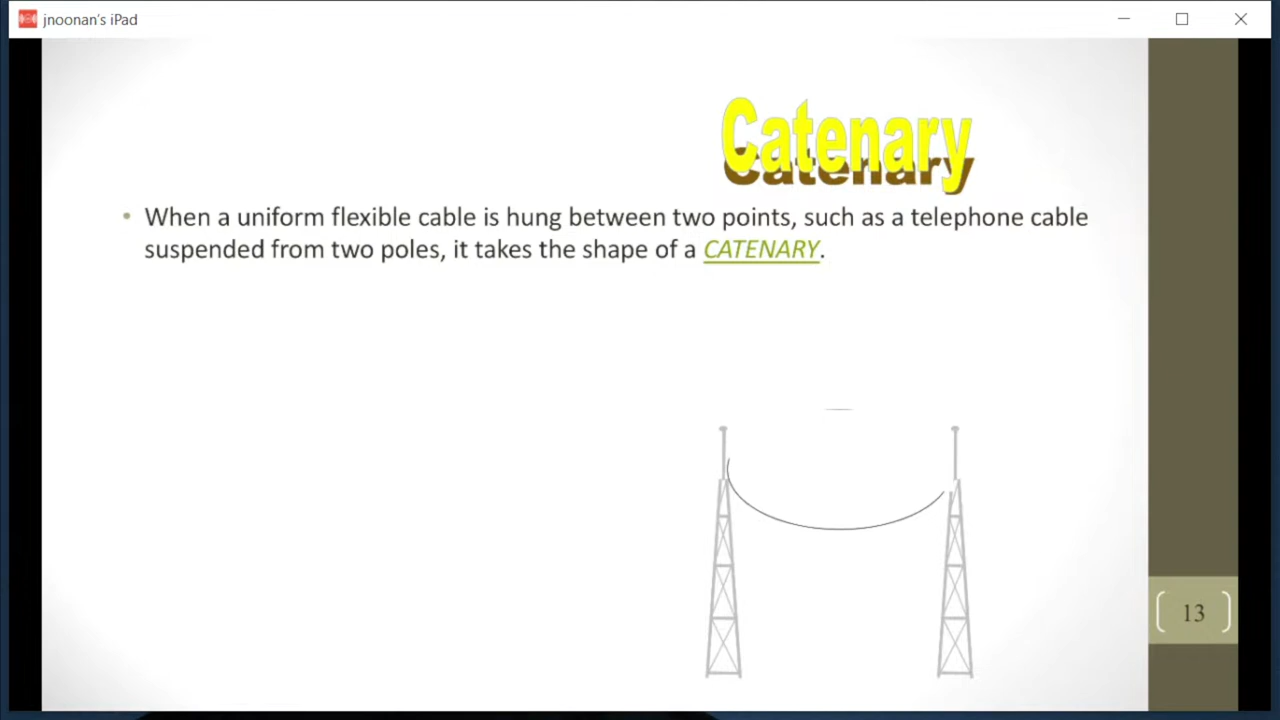 jnoonan's iPad
Catenary
• When a uniform flexible cable is hung between two points, such as a telephone cable
suspended from two poles, it takes the shape of a CATENARY.
13